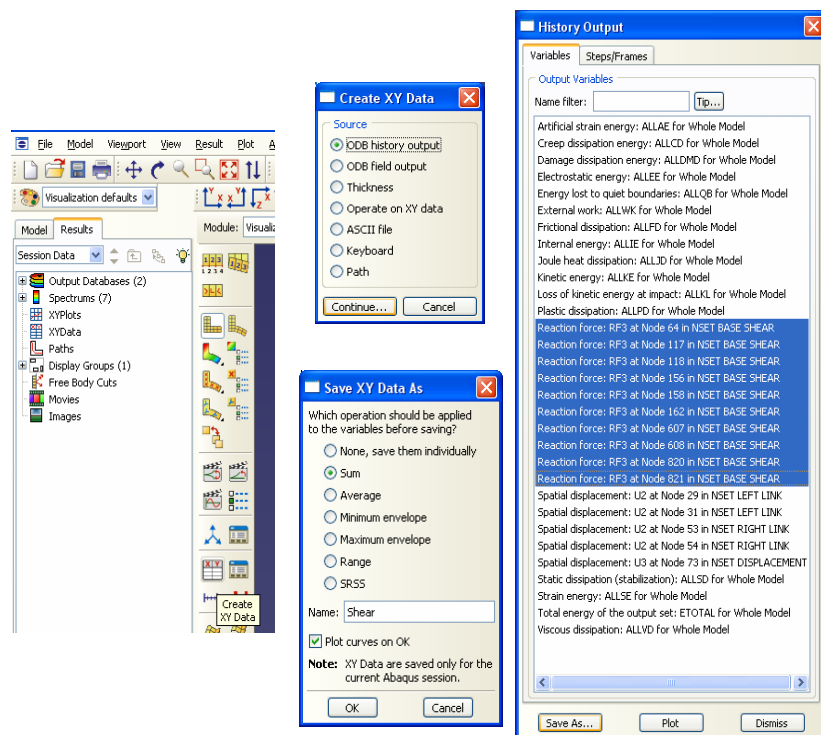 File Model Viewport View Result Plot A
Visualization defaults
Model Results
Module: Visuali
Session Data
Output Databases (2)
Spectrums (7)
XYPlots
XYData
Paths
Display Groups (1)
Free Body Cuts
Movies
Images
1 2 3 4
Create
XY Data
Create XY Data
Source
ODB history output
ODB field output
Thickness
Operate on XY data
ASCII file
Keyboard
Path
Continue... Cancel
Save XY Data As
Which operation should be applied
to the variables before saving?
None, save them individually
Sum
Average
Minimum envelope
Maximum envelope
Range
SRSS
Name: Shear
Plot curves on OK
Note: XY Data are saved only for the
current Abaqus session.
OK Cancel
History Output
Variables Steps/Frames
Output Variables
Name filter: Tip...
Artificial strain energy: ALLAE for Whole Model
Creep dissipation energy: ALLCD for Whole Model
Damage dissipation energy: ALLDMD for Whole Model
Electrostatic energy: ALLEE for Whole Model
Energy lost to quiet boundaries: ALLQB for Whole Model
External work: ALLWK for Whole Model
Frictional dissipation: ALLFD for Whole Model
Internal energy: ALLIE for Whole Model
Joule heat dissipation: ALLJD for Whole Model
Kinetic energy: ALLKE for Whole Model
Loss of kinetic energy at impact: ALLKL for Whole Model
Plastic dissipation: ALLPD for Whole Model
Reaction force: RF3 at Node 64 in NSET BASE SHEAR
Reaction force: RF3 at Node 117 in NSET BASE SHEAR
Reaction force: RF3 at Node 118 in NSET BASE SHEAR
Reaction force: RF3 at Node 156 in NSET BASE SHEAR
Reaction force: RF3 at Node 158 in NSET BASE SHEAR
Reaction force: RF3 at Node 162 in NSET BASE SHEAR
Reaction force: RF3 at Node 607 in NSET BASE SHEAR
Reaction force: RF3 at Node 608 in NSET BASE SHEAR
Reaction force: RF3 at Node 820 in NSET BASE SHEAR
Reaction force: RF3 at Node 821 in NSET BASE SHEAR
Spatial displacement: U2 at Node 29 in NSET LEFT LINK
Spatial displacement: U2 at Node 31 in NSET LEFT LINK
Spatial displacement: U2 at Node 53 in NSET RIGHT LINK
Spatial displacement: U2 at Node 54 in NSET RIGHT LINK
Spatial displacement: U3 at Node 73 in NSET DISPLACEMENT
Static dissipation (stabilization): ALLSD for Whole Model
Strain energy: ALLSE for Whole Model
Total energy of the output set: ETOTAL for Whole Model
Viscous dissipation: ALLVD for Whole Model
Save As... Plot Dismiss